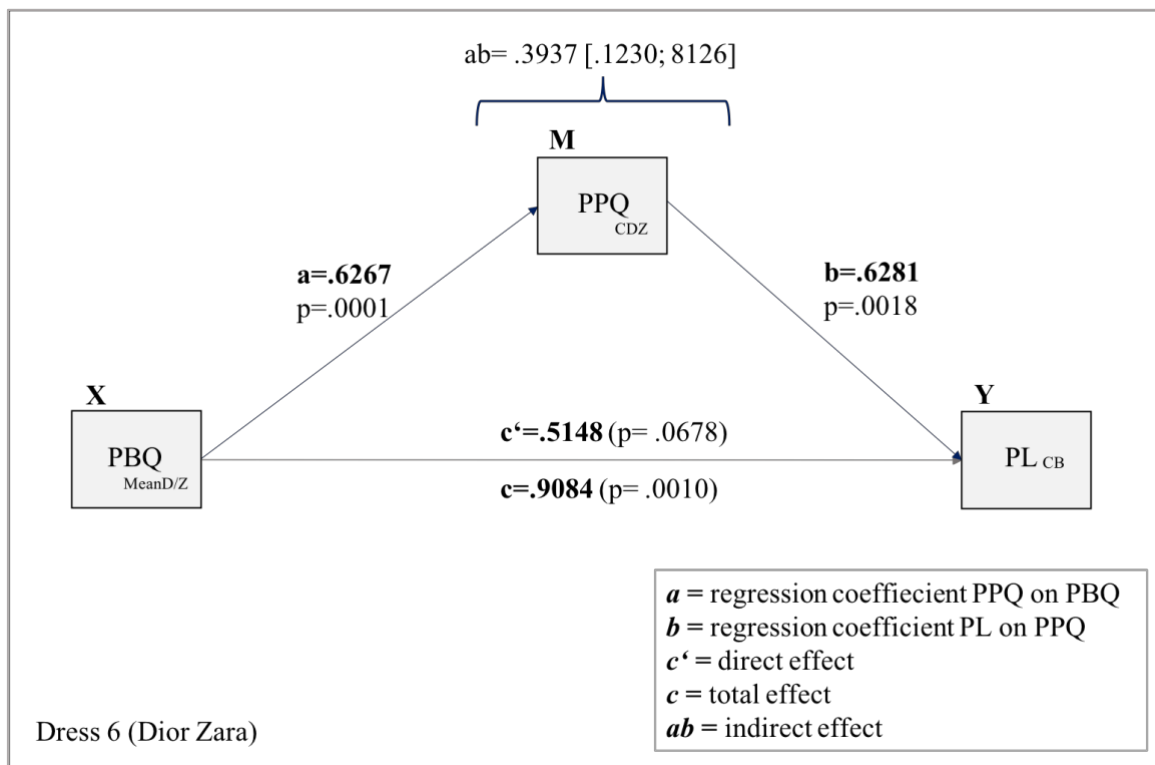 ab= .3937 [.1230; 8126]
M
PPQ
CDZ
a=.6267
p=.0001
b=.6281
p=.0018
X
PBQ
MeanD/Z
c‘=.5148 (p= .0678)
c=.9084 (p= .0010)
Y
PL CB
a = regression coeffiecient PPQ on PBQ
b = regression coefficient PL on PPQ
c‘ = direct effect
c = total effect
ab = indirect effect
Dress 6 (Dior Zara)